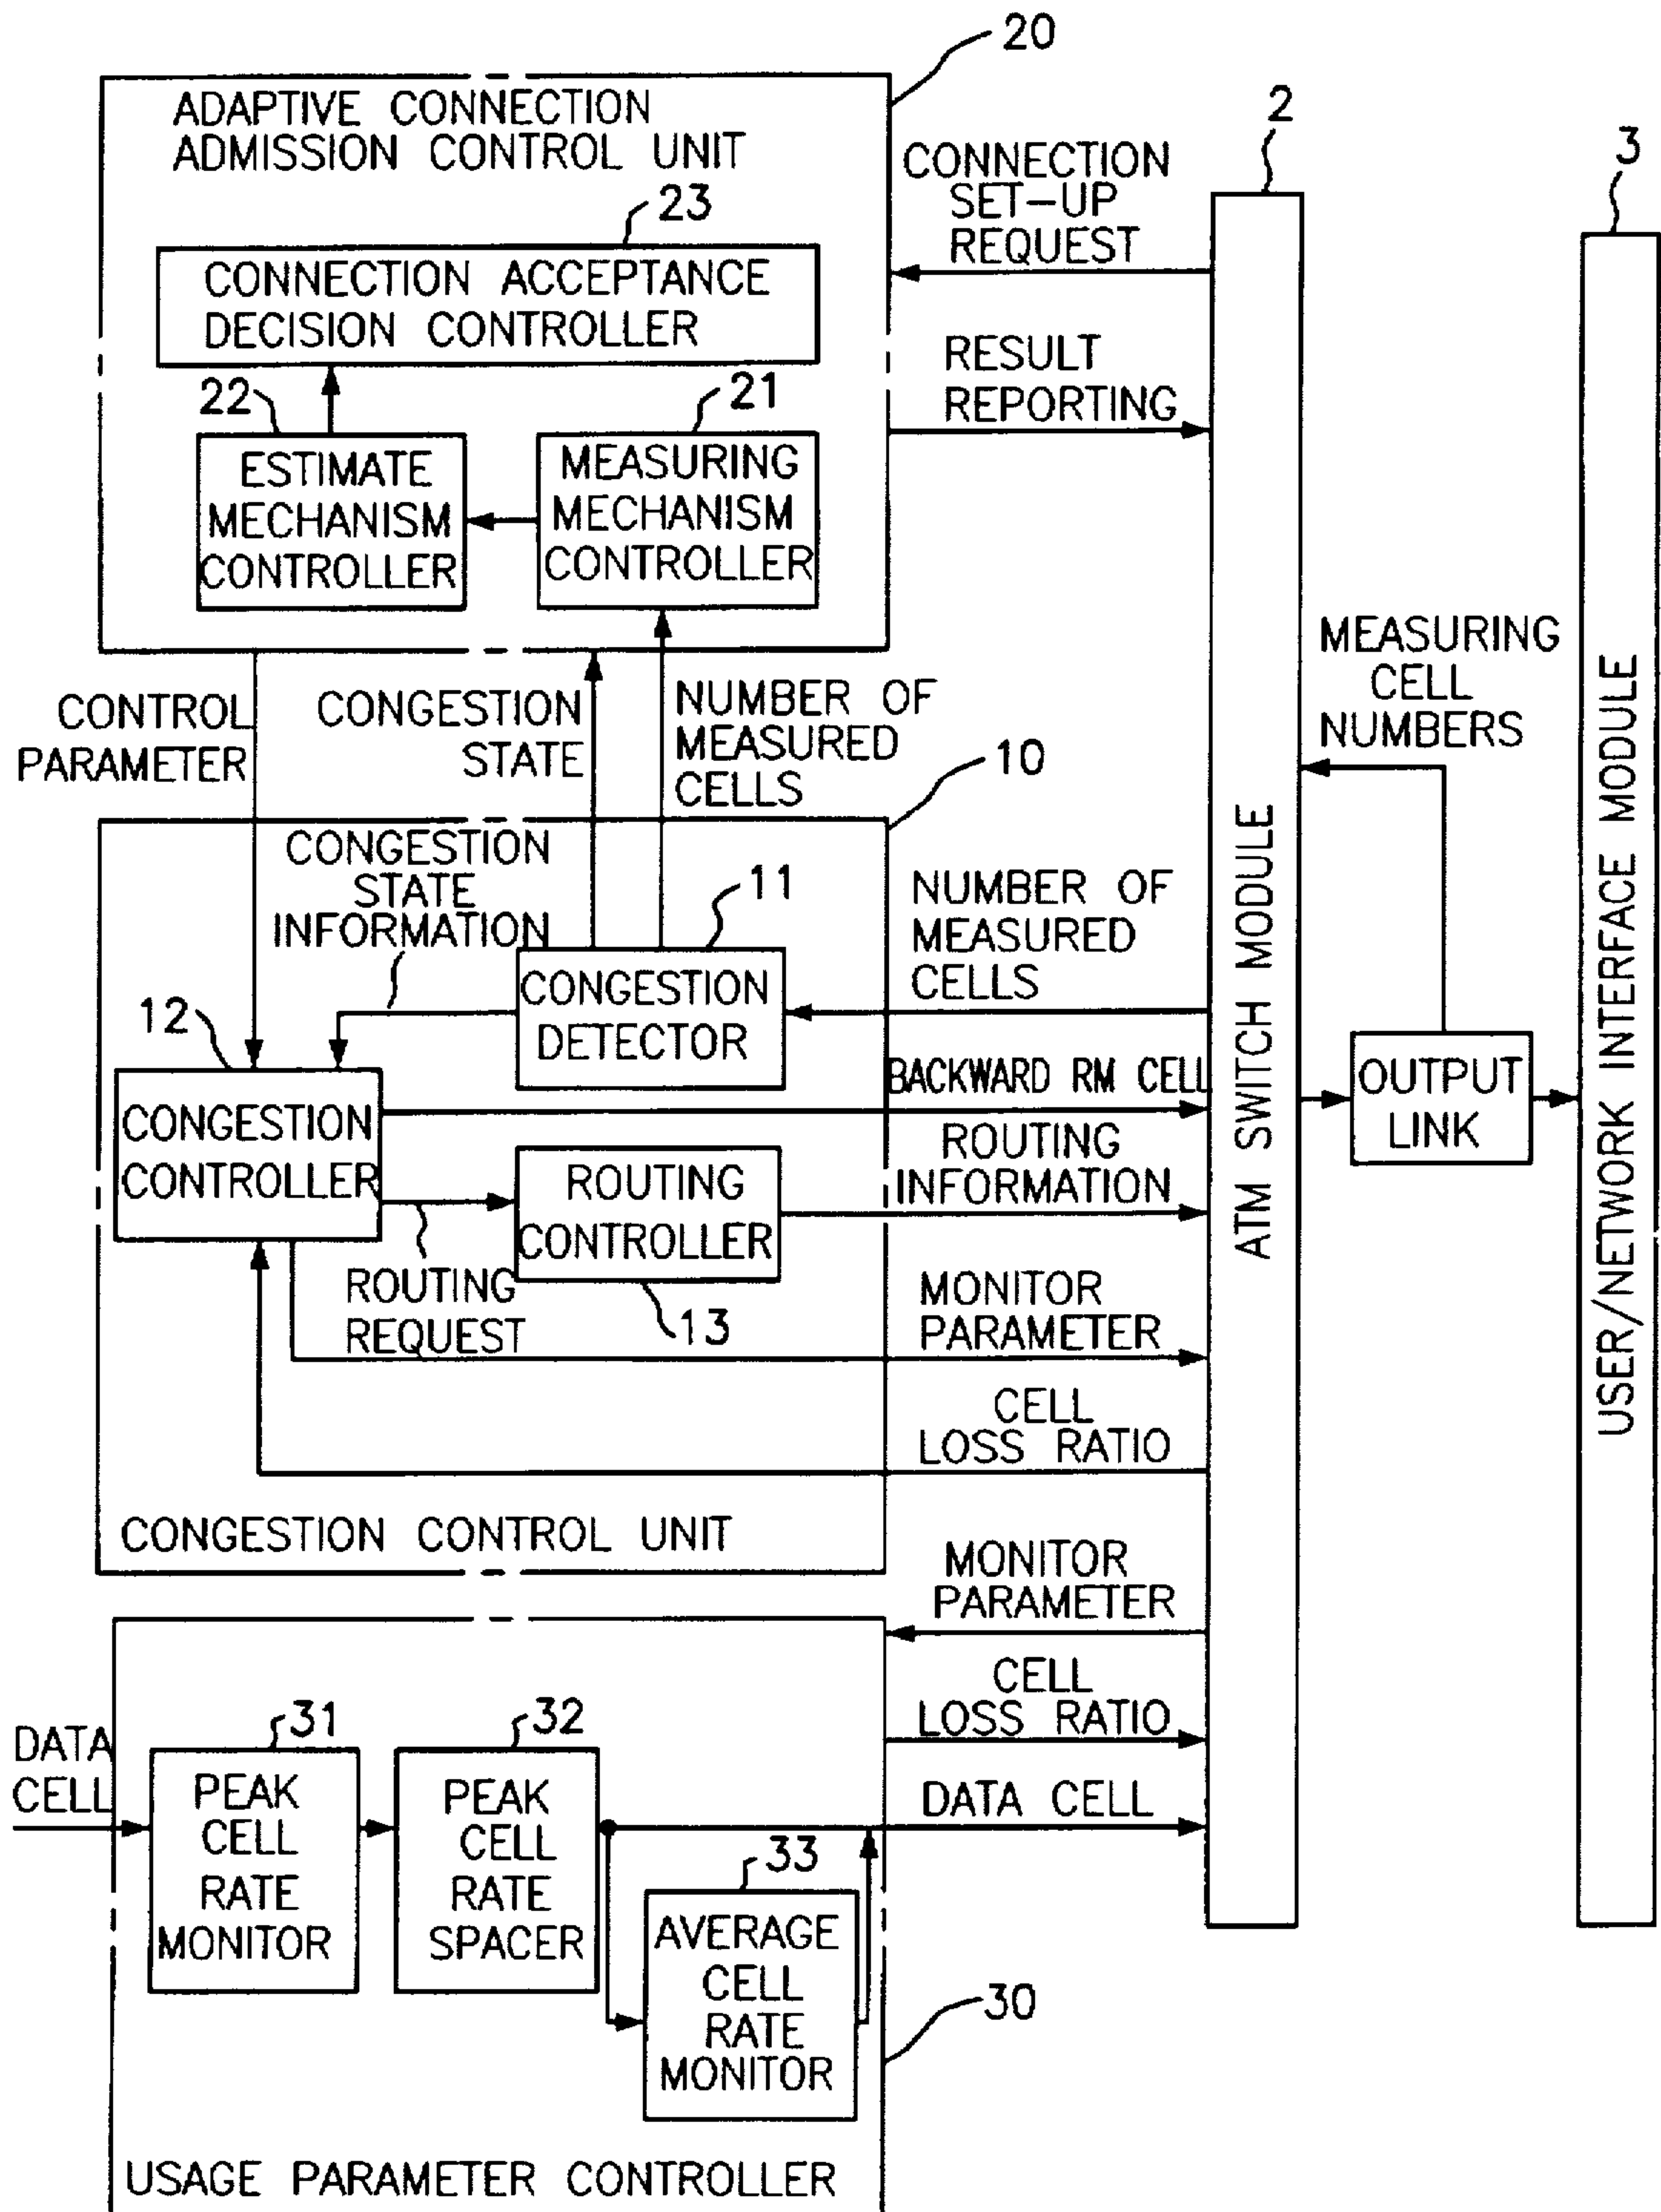 20
ADAPTIVE CONNECTION
ADMISSION CONTROL UNIT
23
CONNECTION ACCEPTANCE
DECISION CONTROLLER
22
ESTIMATE
MECHANISM
CONTROLLER
21
MEASURING
MECHANISM
CONTROLLER
CONNECTION
SET-UP
REQUEST
RESULT
REPORTING
2
ATM SWITCH MODULE
3
USER/NETWORK INTERFACE MODULE
MEASURING
CELL
NUMBERS
OUTPUT
LINK
CONTROL
PARAMETER
CONGESTION
STATE
NUMBER OF
MEASURED
CELLS
10
CONGESTION
STATE
INFORMATION
11
CONGESTION
DETECTOR
NUMBER OF
MEASURED
CELLS
12
CONGESTION
CONTROLLER
BACKWARD RM CELL
ROUTING
CONTROLLER
13
ROUTING
INFORMATION
ROUTING
REQUEST
MONITOR
PARAMETER
CELL
LOSS RATIO
CONGESTION CONTROL UNIT
MONITOR
PARAMETER
CELL
LOSS RATIO
DATA
CELL
31
PEAK
CELL
RATE
MONITOR
32
PEAK
CELL
RATE
SPACER
DATA CELL
33
AVERAGE
CELL
RATE
MONITOR
30
USAGE PARAMETER CONTROLLER